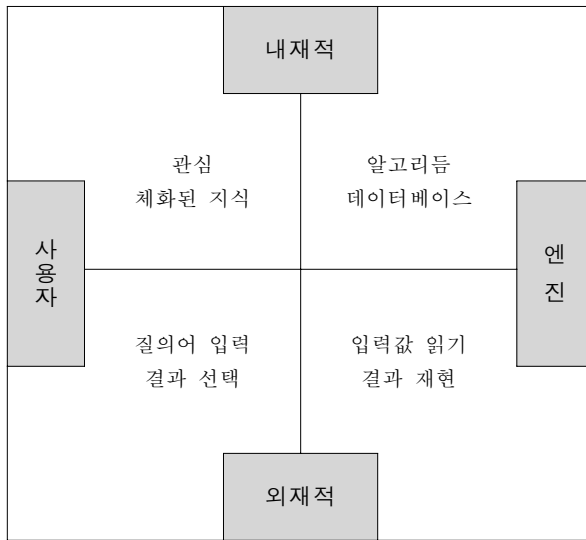 내재적
관심
체화된 지식
알고리듬
데이터베이스
사용자
엔진
질의어 입력
결과 선택
입력값 읽기
결과 재현
외재적